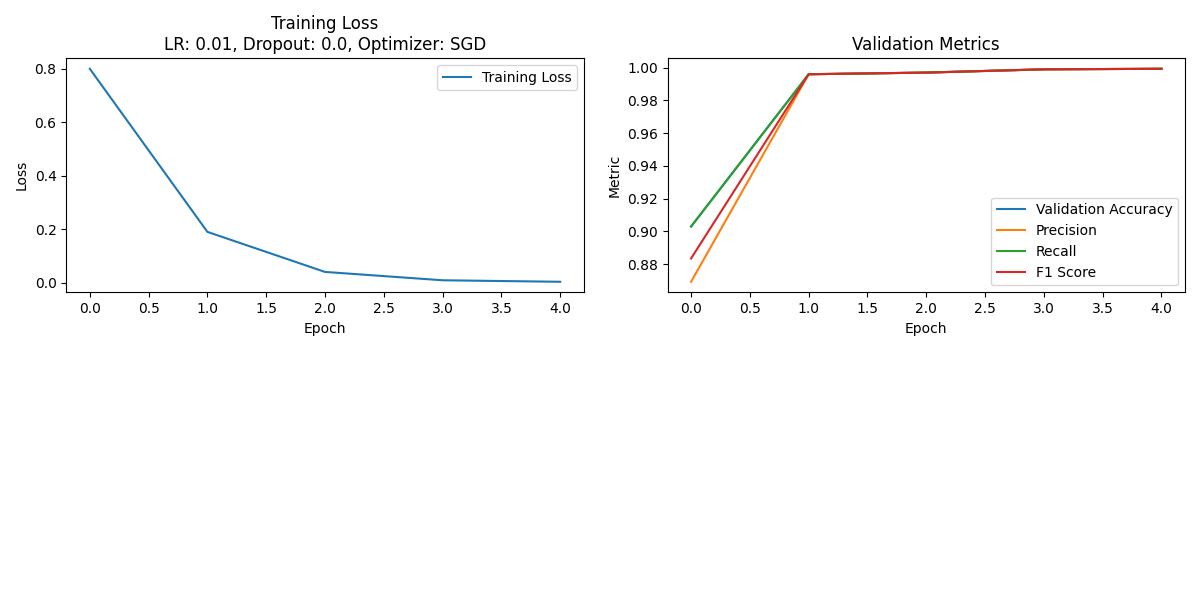 Training Loss
LR: 0.01, Dropout: 0.0, Optimizer: SGD
Training Loss
0.8
0.6
0.4
0.2
0.0
Loss
0.0 0.5 1.0 1.5 2.0 2.5 3.0 3.5 4.0
Epoch
Validation Metrics
1.00
0.98
0.96
0.94
0.92
0.90
0.88
Metric
Validation Accuracy
Precision
Recall
F1 Score
0.0 0.5 1.0 1.5 2.0 2.5 3.0 3.5 4.0
Epoch